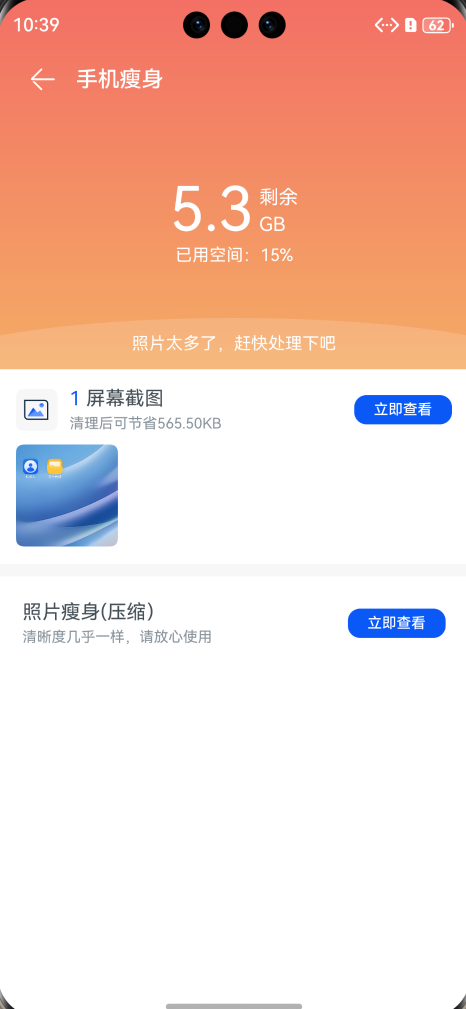 10:39
62
手机瘦身
5.3 剩余
GB
已用空间：15%
照片太多了，赶快处理下吧
1 屏幕截图
清理后可节省565.50KB
立即查看
照片瘦身(压缩)
清晰度几乎一样，请放心使用
立即查看